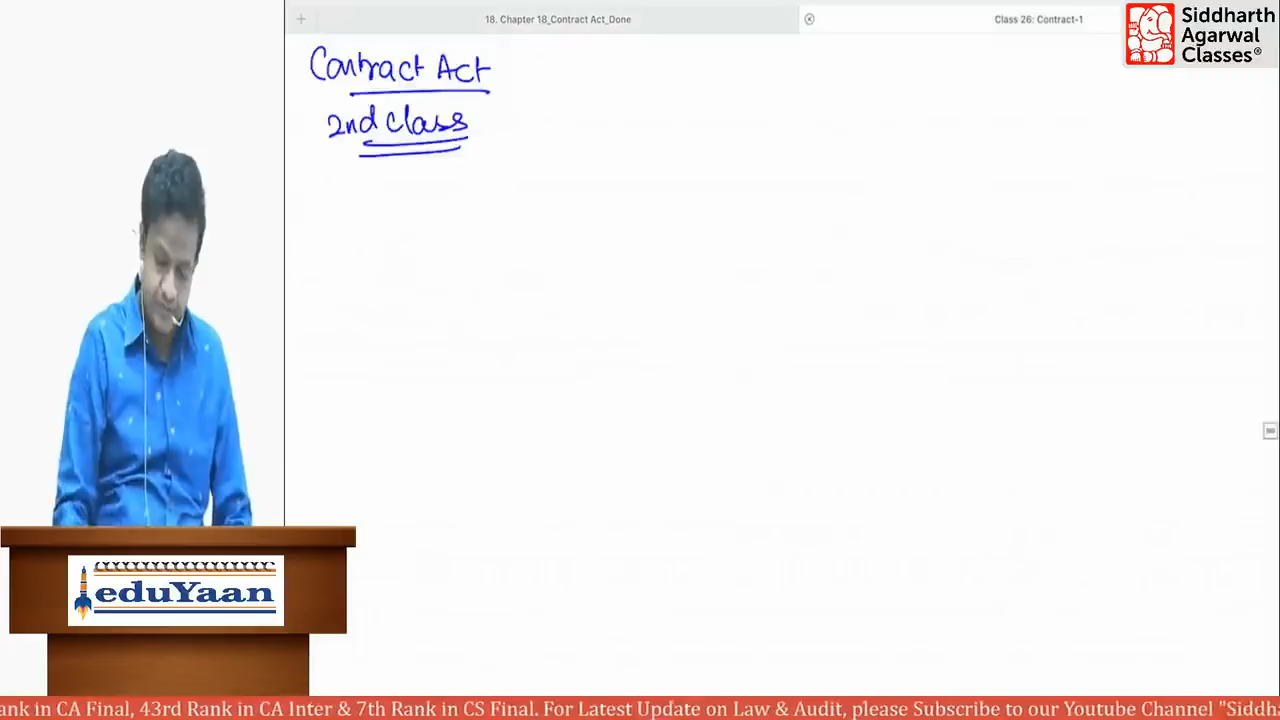 18. Chapter 18_Contract Act_Done
Class 26: Contract-1
Siddharth
Agarwal
Classes®
Contract Act
2nd Class
eduYaan
ank in CA Final, 43rd Rank in CA Inter & 7th Rank in CS Final. For Latest Update on Law & Audit, please Subscribe to our Youtube Channel "Siddh